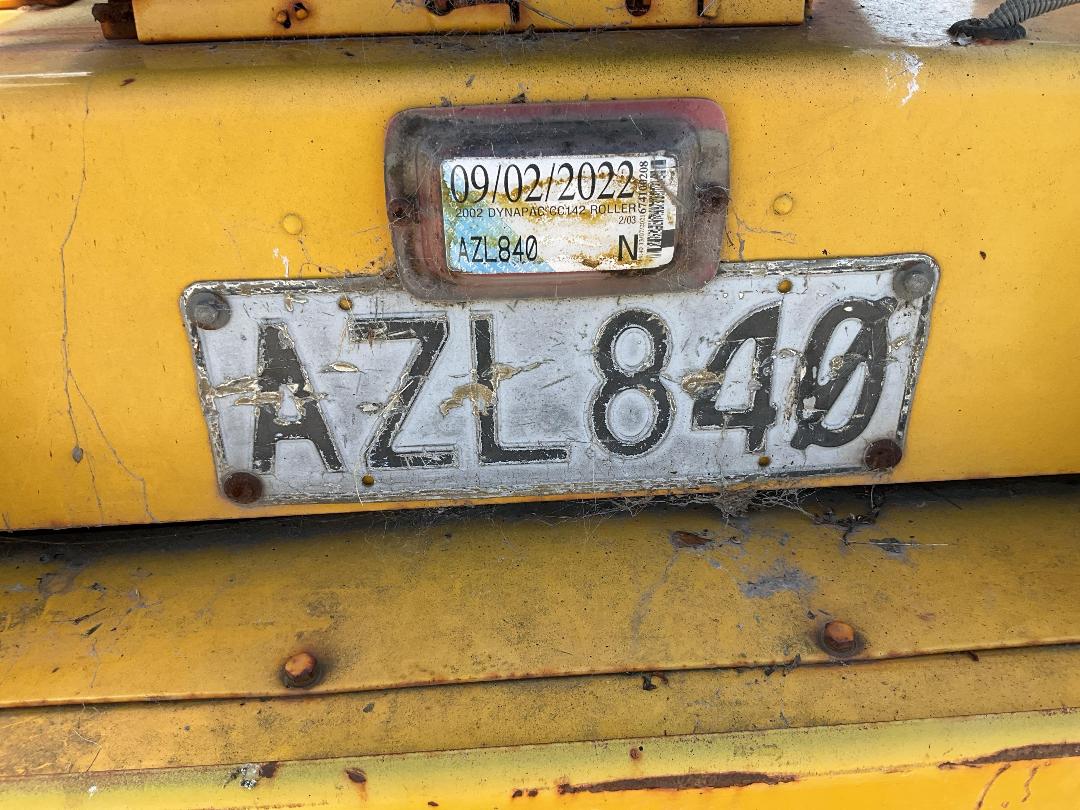 09/02/2022
2002 DYNAPAC CC142 ROLLER
2/03
AZL840 N
AZL840